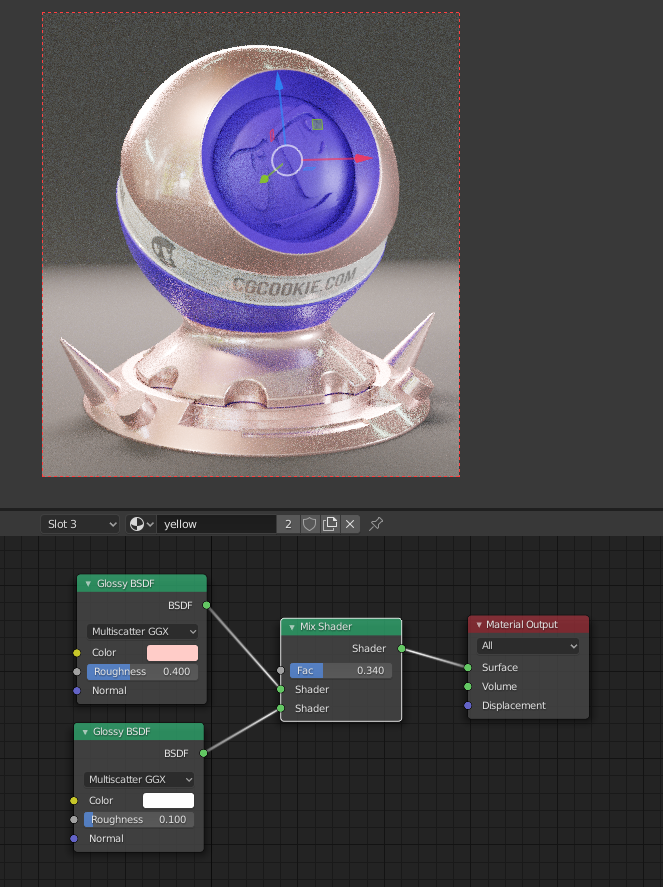 CGCOOKIE.COM
Slot 3
yellow
2
Glossy BSDF
BSDF
Multiscatter GGX
Color
Roughness 0.400
Normal
Glossy BSDF
BSDF
Multiscatter GGX
Color
Roughness 0.100
Normal
Mix Shader
Shader
Fac 0.340
Shader
Shader
Material Output
All
Surface
Volume
Displacement